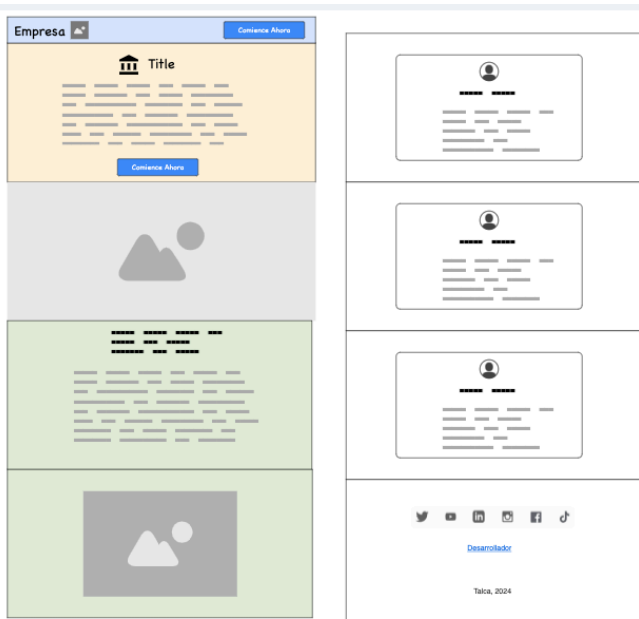 Empresa
Comience Ahora
Title
Comience Ahora
Desarrollador
Talca, 2024